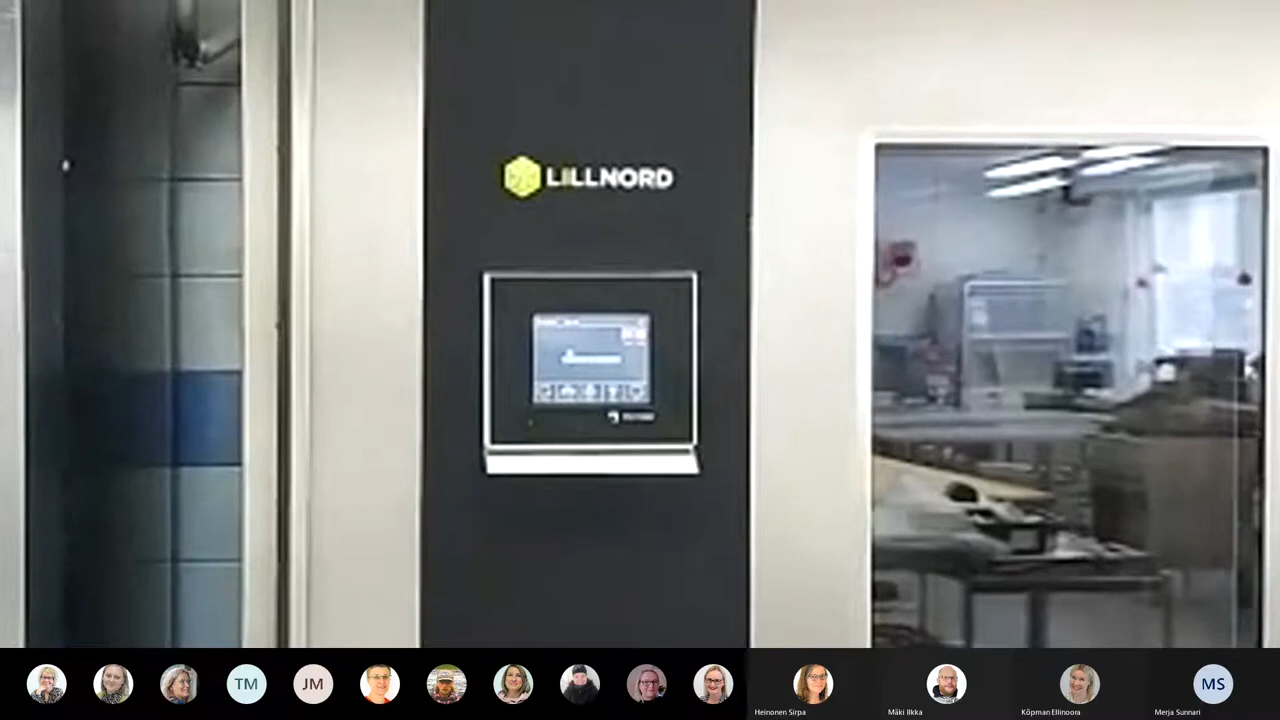 LILLNORD
TM
JM
Heinonen Sirpa
Mäki Ilkka
Köpman Ellinoora
MS
Merja Sunnari